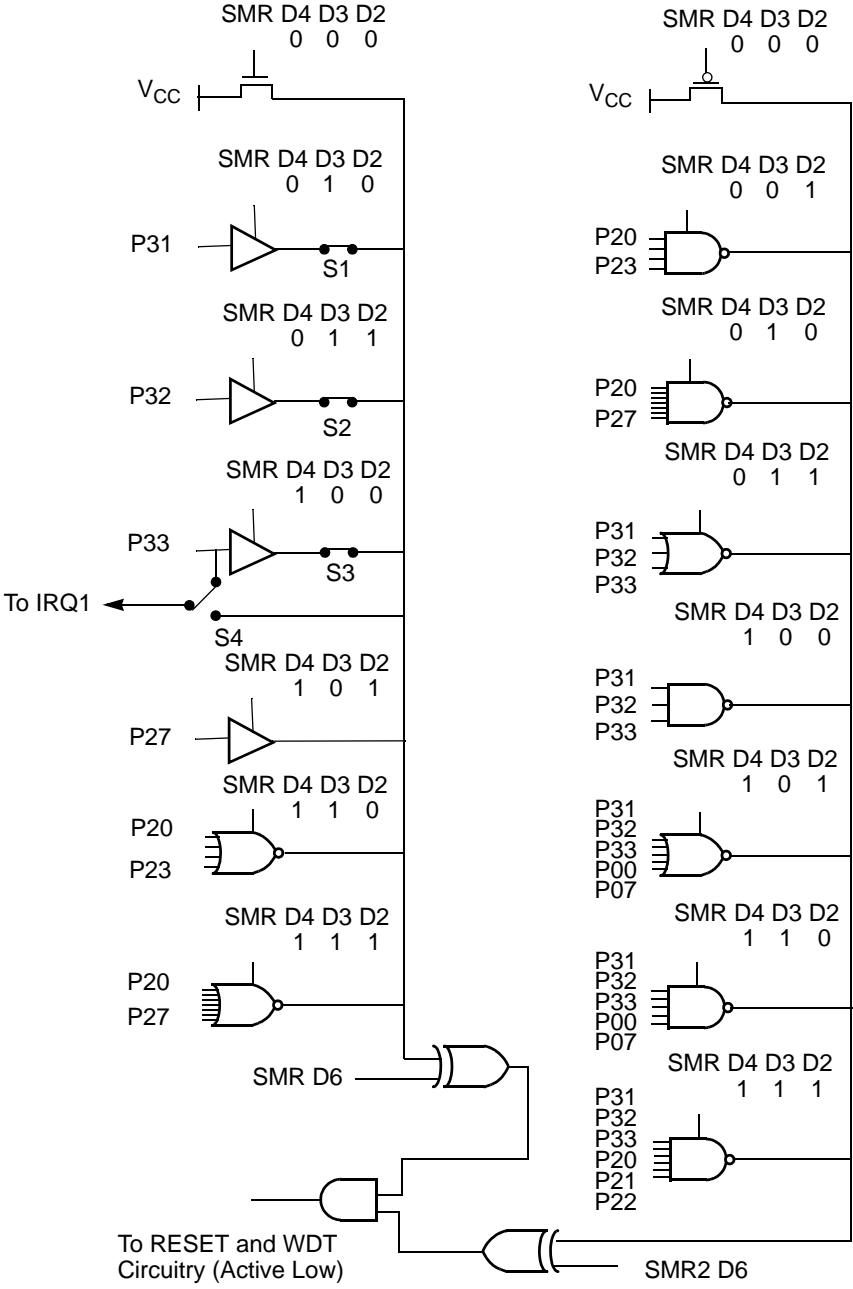 SMR D4 D3 D2
0 0 0
VCC
SMR D4 D3 D2
0 1 0
P31
S1
SMR D4 D3 D2
0 1 1
P32
S2
SMR D4 D3 D2
1 0 0
P33
S3
To IRQ1
S4
SMR D4 D3 D2
1 0 1
P27
SMR D4 D3 D2
1 1 0
P20
P23
SMR D4 D3 D2
1 1 1
P20
P27
SMR D6
To RESET and WDT
Circuitry (Active Low)
SMR D4 D3 D2
0 0 0
VCC
SMR D4 D3 D2
0 0 1
P20
P23
SMR D4 D3 D2
0 1 0
P20
P27
SMR D4 D3 D2
0 1 1
P31
P32
P33
SMR D4 D3 D2
1 0 0
P31
P32
P33
SMR D4 D3 D2
1 0 1
P31
P32
P33
P00
P07
SMR D4 D3 D2
1 1 0
P31
P32
P33
P00
P07
SMR D4 D3 D2
1 1 1
P31
P32
P33
P20
P21
P22
SMR2 D6